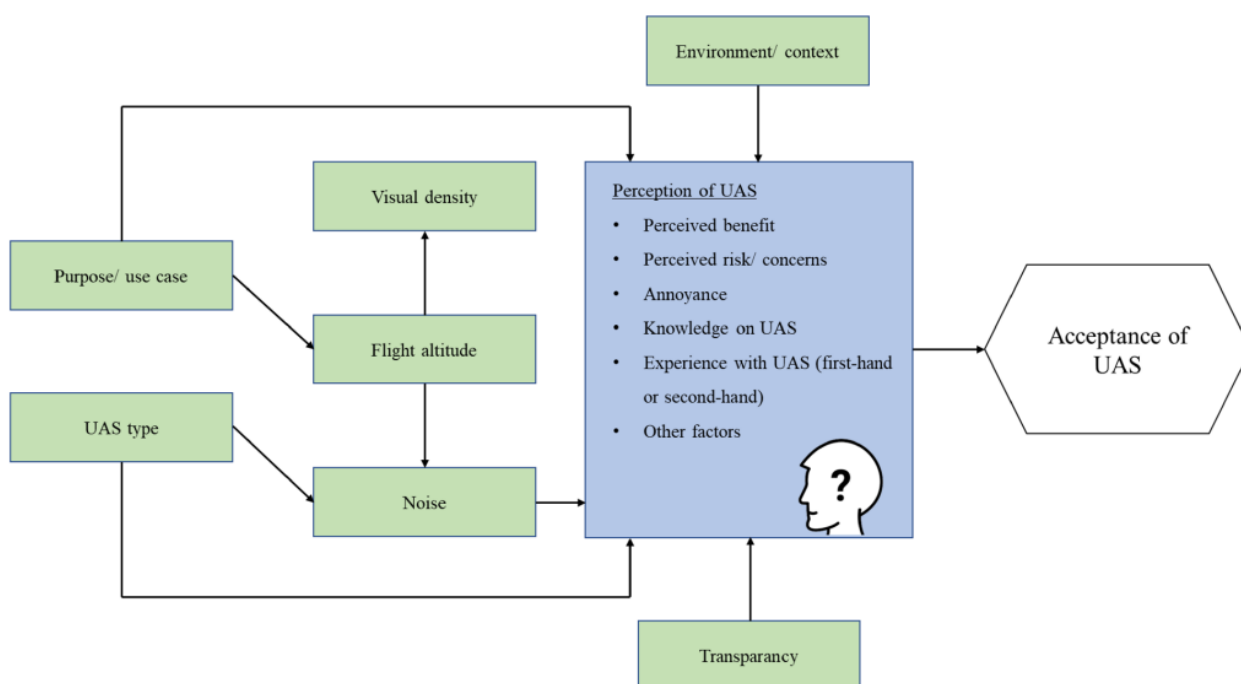 Environment/ context
Visual density
Purpose/ use case
Flight altitude
UAS type
Noise
Perception of UAS
• Perceived benefit
• Perceived risk/ concerns
• Annoyance
• Knowledge on UAS
• Experience with UAS (first-hand
or second-hand)
• Other factors
?
Acceptance of
UAS
Transparancy